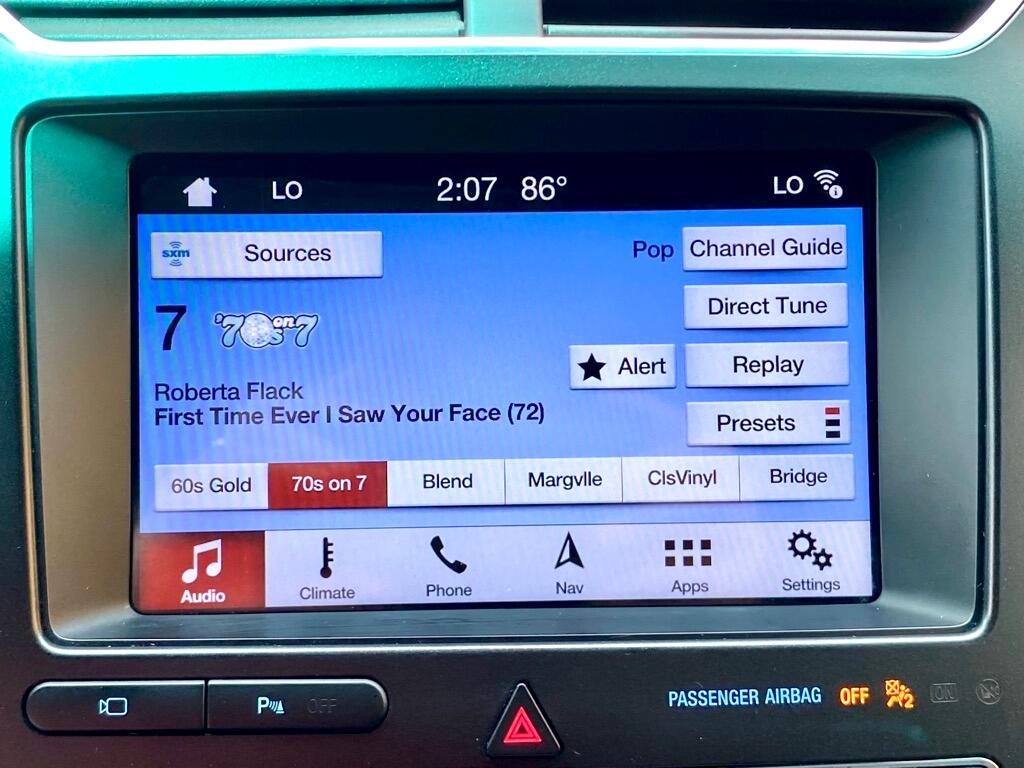 LO 2:07 86° LO
sxm Sources
Pop Channel Guide
7 '70s on 7
Direct Tune
Alert Replay
Roberta Flack
First Time Ever I Saw Your Face (72)
Presets
60s Gold 70s on 7 Blend Margvlle ClsVinyl Bridge
Audio Climate Phone Nav Apps Settings
P OFF
PASSENGER AIRBAG OFF 2 ON